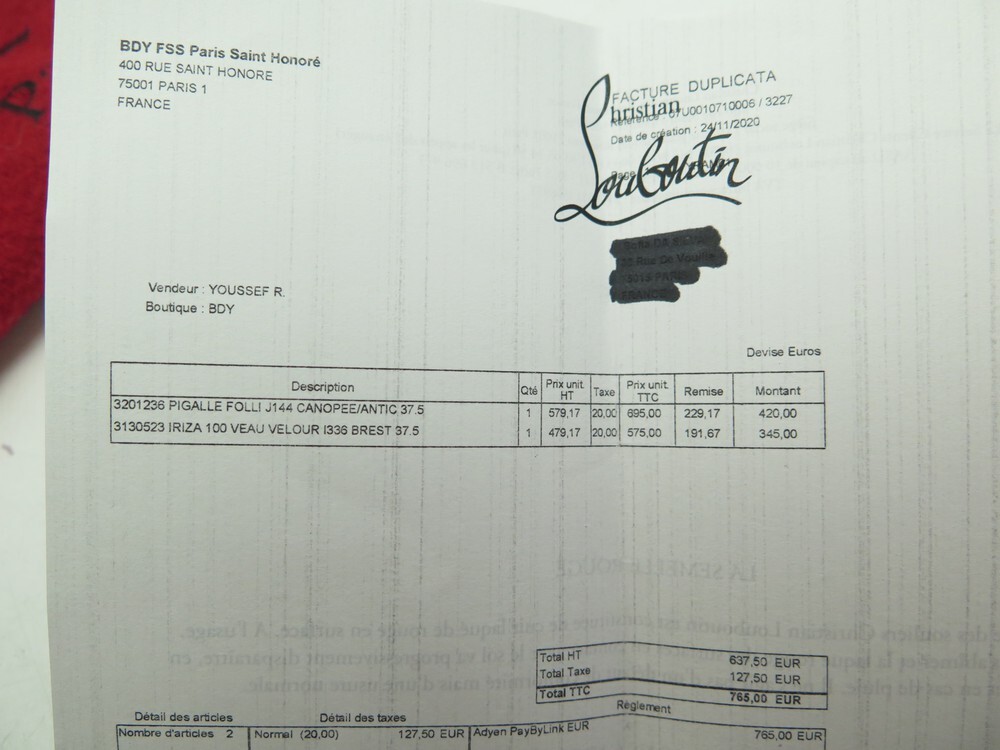 BDY FSS Paris Saint Honoré
400 RUE SAINT HONORE
75001 PARIS 1
FRANCE
FACTURE DUPLICATA
Christian
Référence : 07U0010710006 / 3227
Date de création : 24/11/2020
Louboutin
Vendeur : YOUSSEF R.
Boutique : BDY
Devise Euros
Description Qté Prix unit. HT Taxe Prix unit. TTC Remise Montant
3201236 PIGALLE FOLLI J144 CANOPEE/ANTIC 37.5 1 579,17 20,00 695,00 229,17 420,00
3130523 IRIZA 100 VEAU VELOUR I336 BREST 37.5 1 479,17 20,00 575,00 191,67 345,00
LA SEMELLE ROUGE
Total HT 637,50 EUR
Total Taxe 127,50 EUR
Total TTC 765,00 EUR
Règlement
Détail des articles Détail des taxes
Nombre d'articles 2 Normal (20,00) 127,50 EUR Adyen PayByLink EUR 765,00 EUR